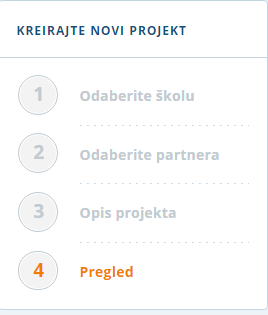 KREIRAJTE NOVI PROJEKT
1 Odaberite školu
2 Odaberite partnera
3 Opis projekta
4 Pregled